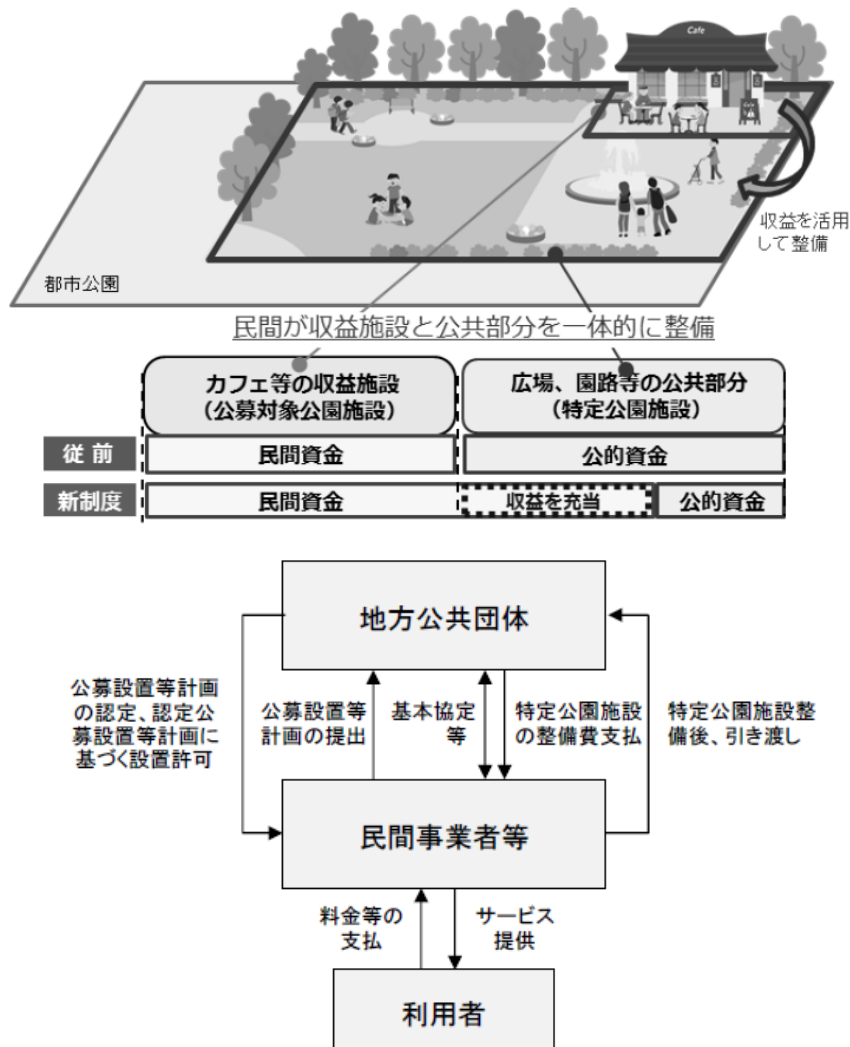 Cafe
収益を活用
して整備
都市公園
民間が収益施設と公共部分を一体的に整備
カフェ等の収益施設
（公募対象公園施設）
広場、園路等の公共部分
（特定公園施設）
従前
民間資金
公的資金
新制度
民間資金
収益を充当
公的資金
地方公共団体
公募設置等計画
の認定、認定公
募設置等計画に
基づく設置許可
公募設置等
計画の提出
基本協定
等
特定公園施設
の整備費支払
特定公園施設整
備後、引き渡し
民間事業者等
料金等の
支払
サービス
提供
利用者